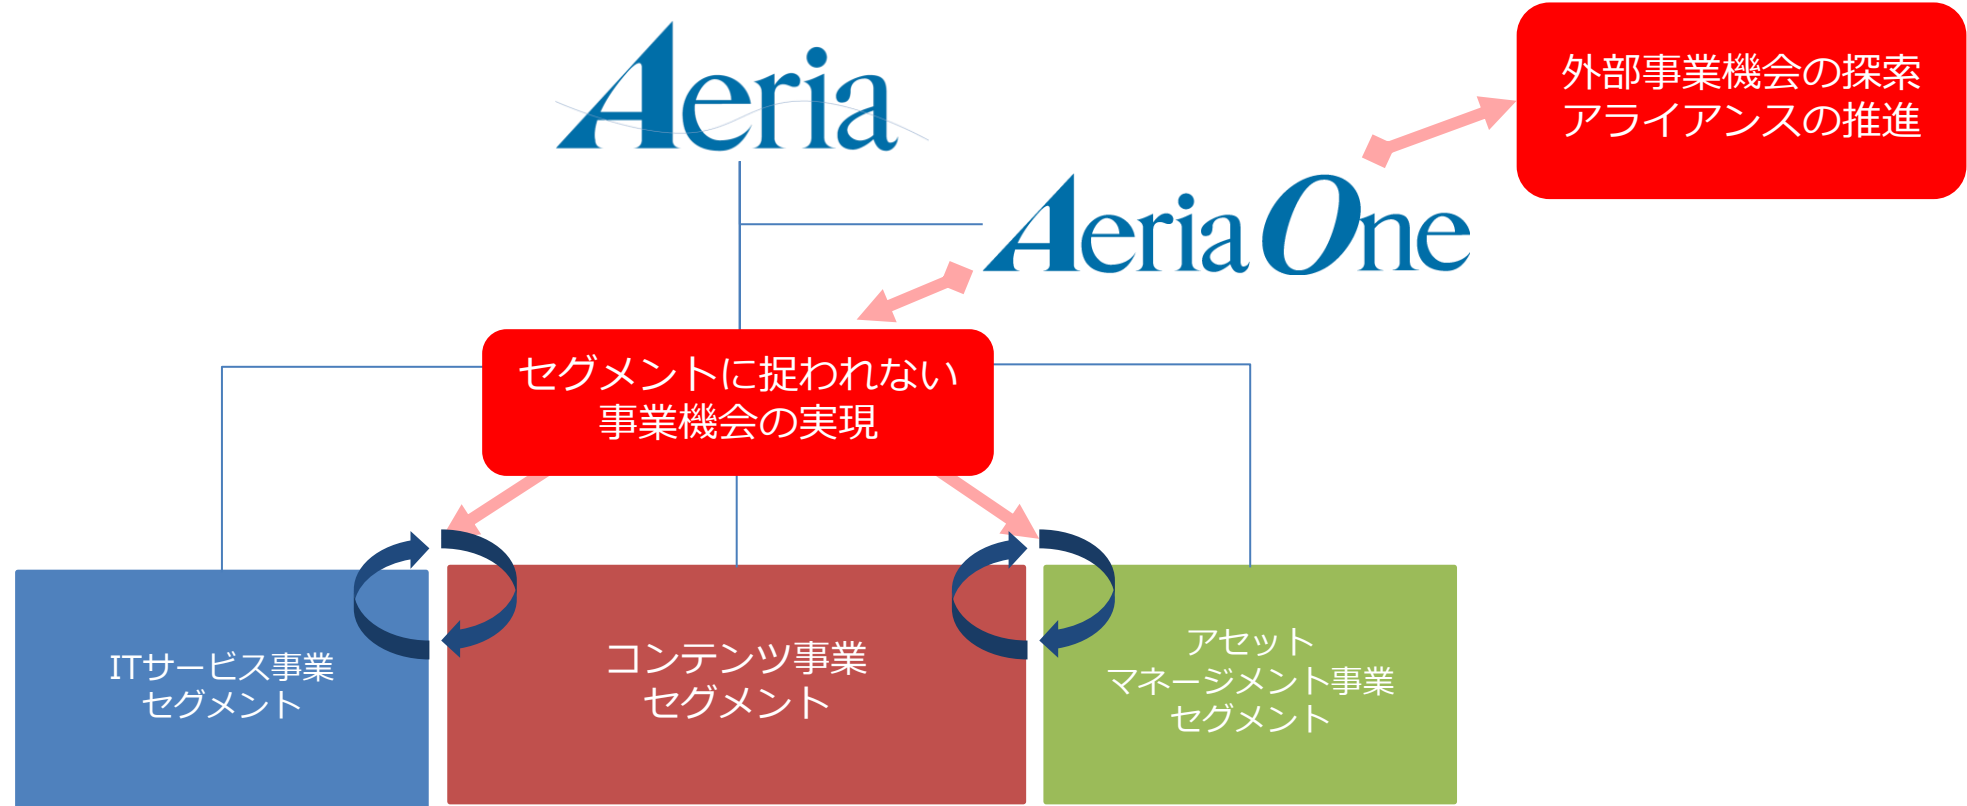 Aeria
外部事業機会の探索
アライアンスの推進
Aeria One
セグメントに捉われない
事業機会の実現
ITサービス事業
セグメント
コンテンツ事業
セグメント
アセット
マネージメント事業
セグメント